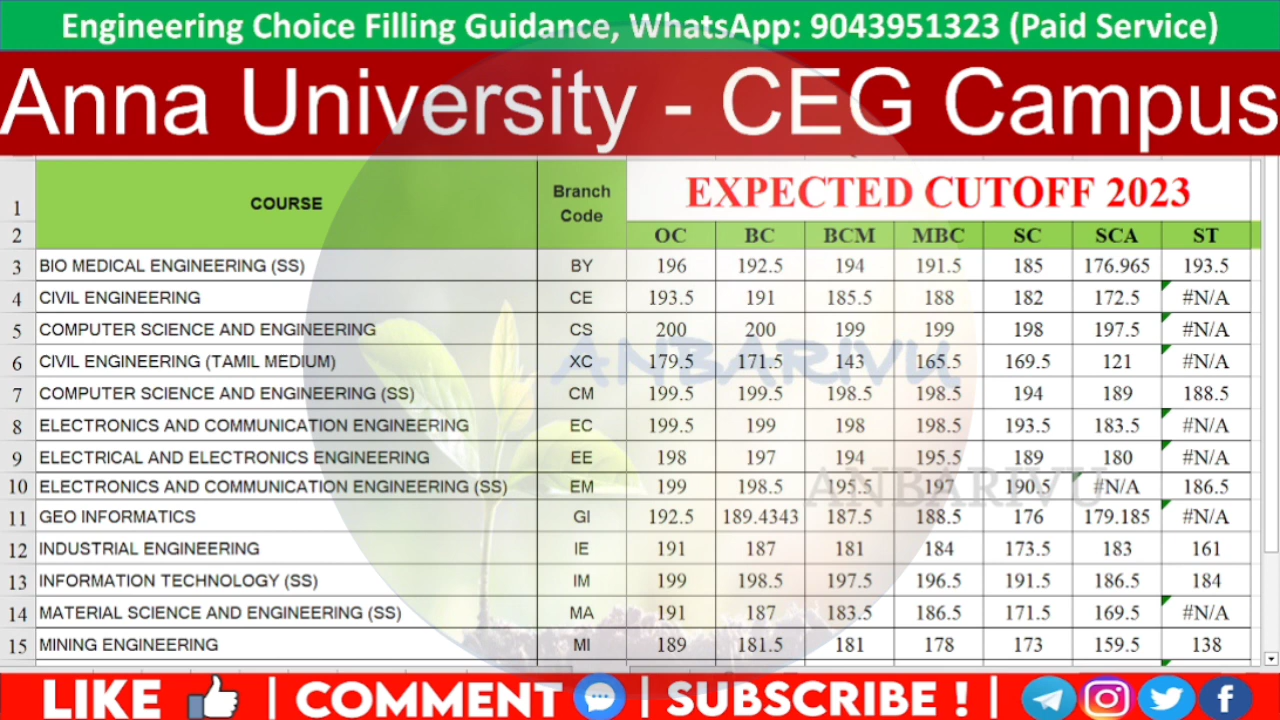 Engineering Choice Filling Guidance, WhatsApp: 9043951323 (Paid Service)
Anna University - CEG Campus
1 COURSE Branch Code EXPECTED CUTOFF 2023
2 OC BC BCM MBC SC SCA ST
3 BIO MEDICAL ENGINEERING (SS) BY 196 192.5 194 191.5 185 176.965 193.5
4 CIVIL ENGINEERING CE 193.5 191 185.5 188 182 172.5 #N/A
5 COMPUTER SCIENCE AND ENGINEERING CS 200 200 199 199 198 197.5 #N/A
6 CIVIL ENGINEERING (TAMIL MEDIUM) XC 179.5 171.5 143 165.5 169.5 121 #N/A
ANBARIVU
7 COMPUTER SCIENCE AND ENGINEERING (SS) CM 199.5 199.5 198.5 198.5 194 189 188.5
8 ELECTRONICS AND COMMUNICATION ENGINEERING EC 199.5 199 198 198.5 193.5 183.5 #N/A
9 ELECTRICAL AND ELECTRONICS ENGINEERING EE 198 197 194 195.5 189 180 #N/A
10 ELECTRONICS AND COMMUNICATION ENGINEERING (SS) EM 199 198.5 195.5 197 190.5 #N/A 186.5
ANBARIVU
11 GEO INFORMATICS GI 192.5 189.4343 187.5 188.5 176 179.185 #N/A
12 INDUSTRIAL ENGINEERING IE 191 187 181 184 173.5 183 161
13 INFORMATION TECHNOLOGY (SS) IM 199 198.5 197.5 196.5 191.5 186.5 184
14 MATERIAL SCIENCE AND ENGINEERING (SS) MA 191 187 183.5 186.5 171.5 169.5 #N/A
15 MINING ENGINEERING MI 189 181.5 181 178 173 159.5 138
LIKE | COMMENT | SUBSCRIBE ! |